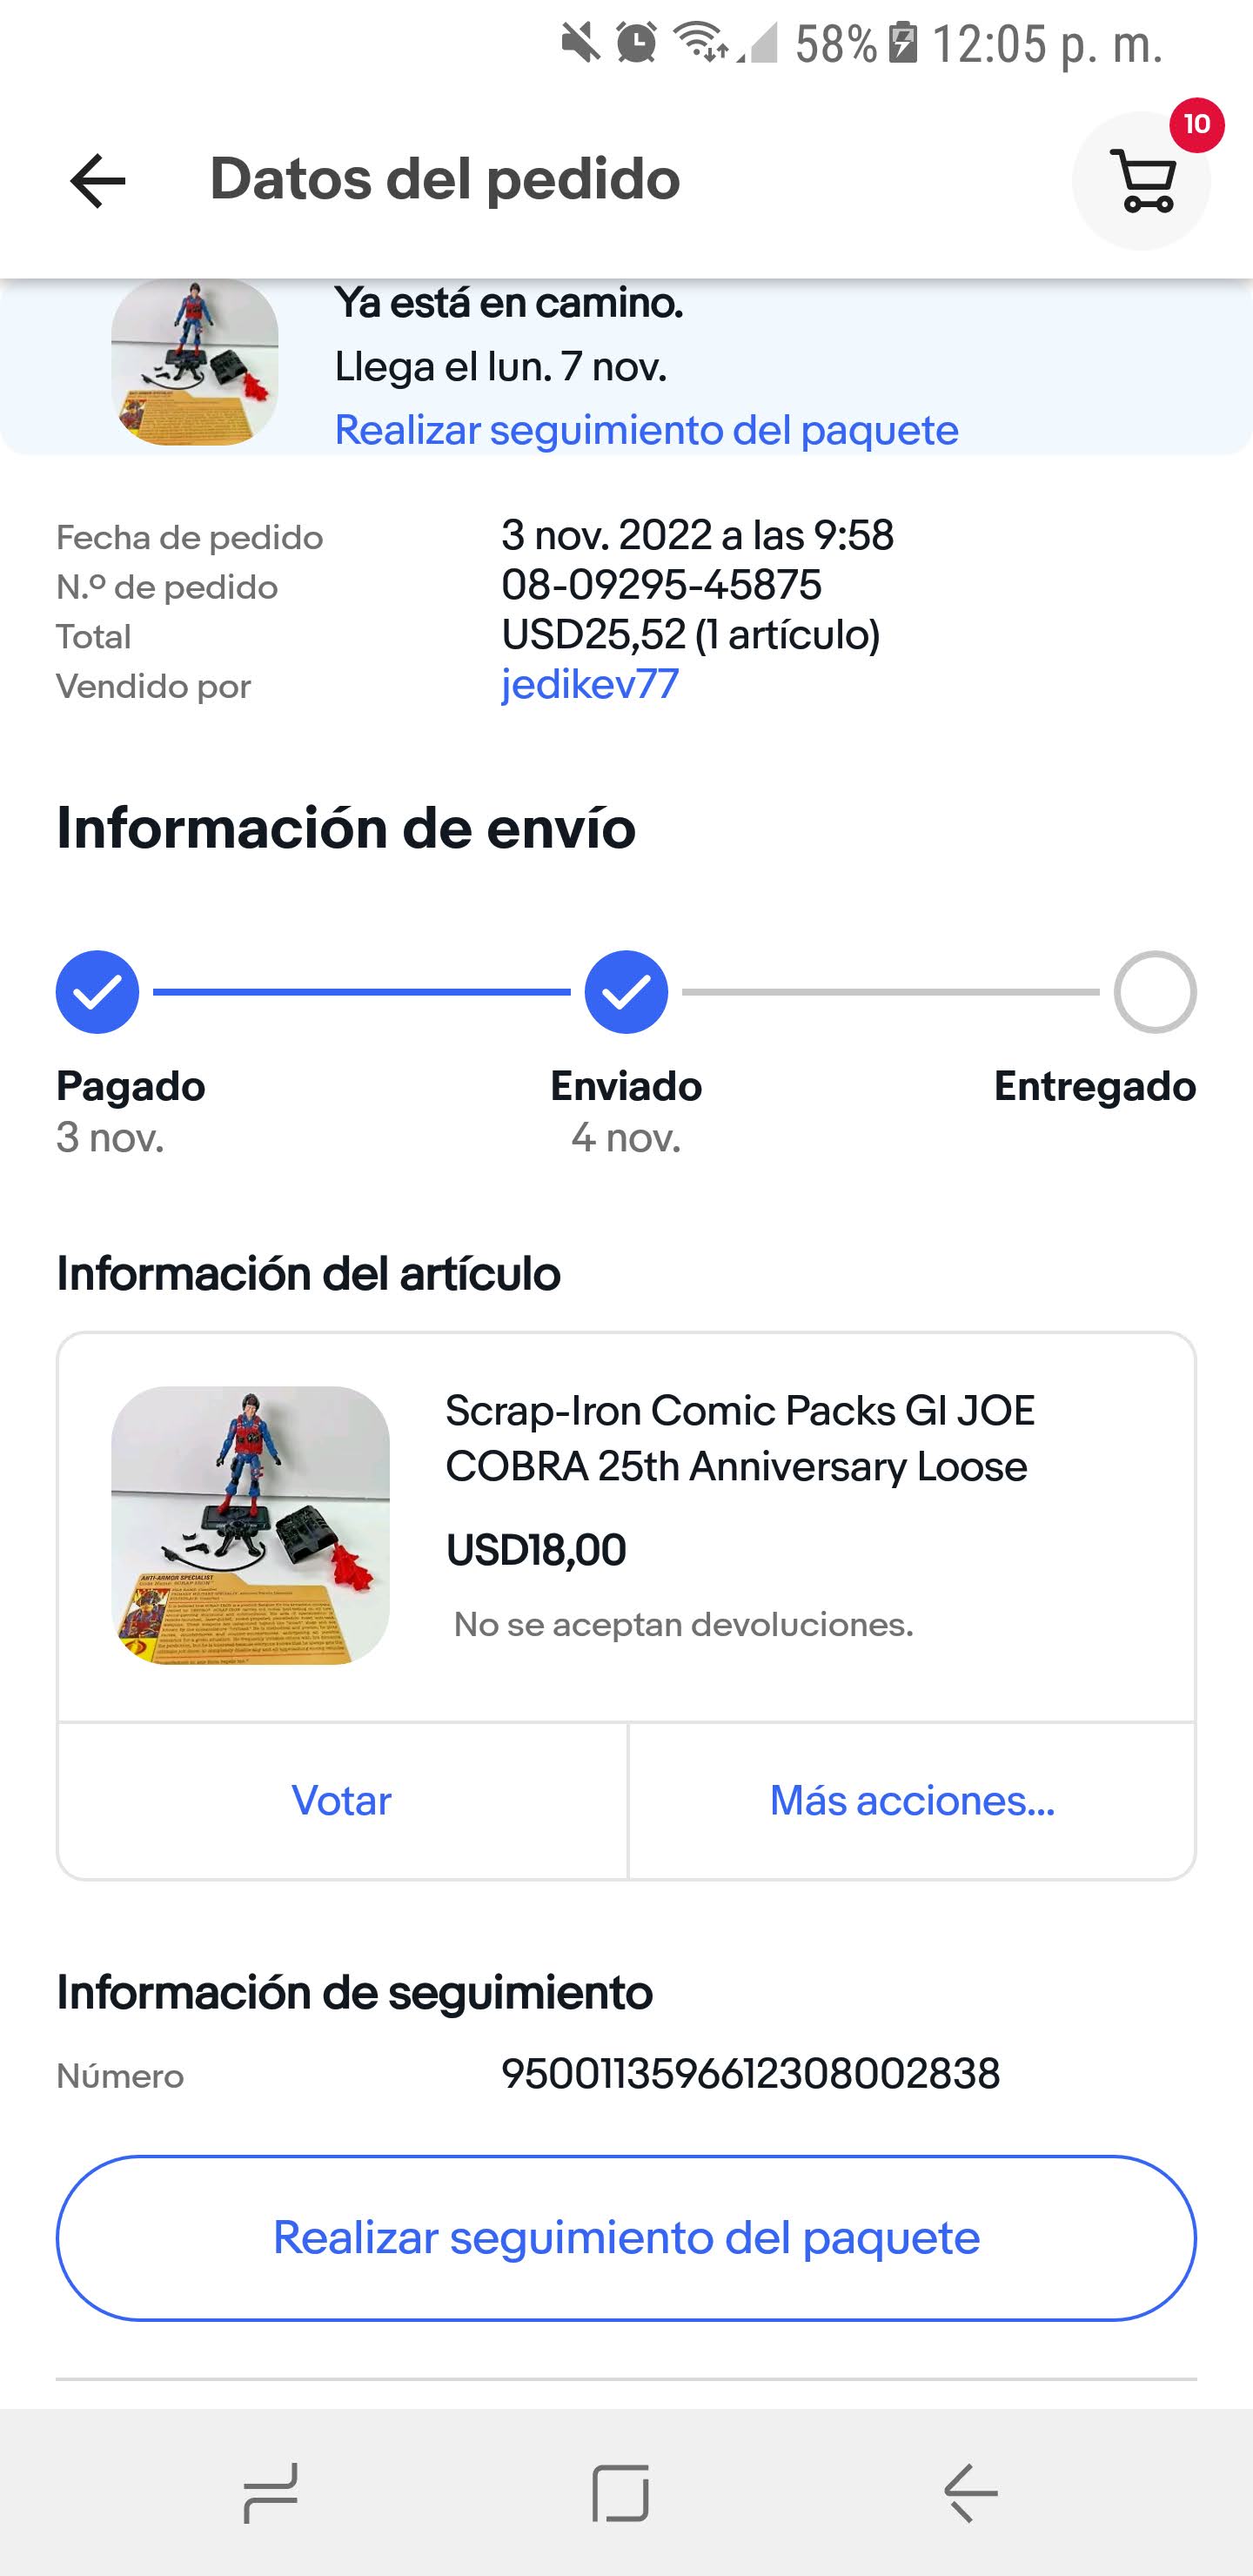 58% 12:05 p. m.
10
Datos del pedido
Ya está en camino.
Llega el lun. 7 nov.
Realizar seguimiento del paquete
Fecha de pedido 3 nov. 2022 a las 9:58
N.º de pedido 08-09295-45875
Total USD25,52 (1 artículo)
Vendido por jedikev77
Información de envío
Pagado Enviado Entregado
3 nov. 4 nov.
Información del artículo
Scrap-Iron Comic Packs GI JOE
COBRA 25th Anniversary Loose
USD18,00
No se aceptan devoluciones.
ANTI-ARMOR SPECIALIST
Votar Más acciones...
Información de seguimiento
Número 9500113596612308002838
Realizar seguimiento del paquete